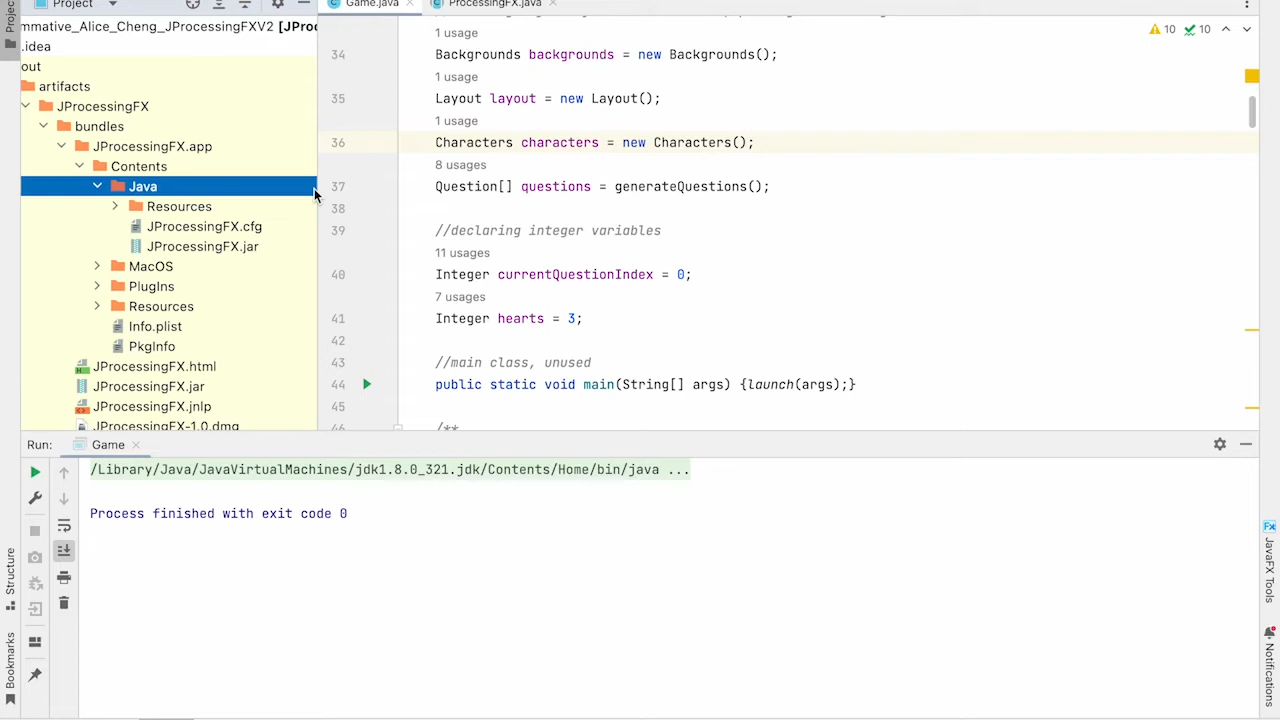 Project
Game.java
ProcessingFX.java
mmative_Alice_Cheng_JProcessingFXV2 [JPro
.idea
out
artifacts
JProcessingFX
bundles
JProcessingFX.app
Contents
Java
Resources
JProcessingFX.cfg
JProcessingFX.jar
MacOS
PlugIns
Resources
Info.plist
PkgInfo
JProcessingFX.html
JProcessingFX.jar
JProcessingFX.jnlp
JProcessingFX-1.0.dmg
10 10
1 usage
34 Backgrounds backgrounds = new Backgrounds();
1 usage
35 Layout layout = new Layout();
1 usage
36 Characters characters = new Characters();
8 usages
37 Question[] questions = generateQuestions();
38
39 //declaring integer variables
11 usages
40 Integer currentQuestionIndex = 0;
7 usages
41 Integer hearts = 3;
42
43 //main class, unused
44 public static void main(String[] args) {launch(args);}
45
46 /**
Run: Game
/Library/Java/JavaVirtualMachines/jdk1.8.0_321.jdk/Contents/Home/bin/java ...
Process finished with exit code 0
Project
Structure
Bookmarks
JavaFX Tools
Notifications